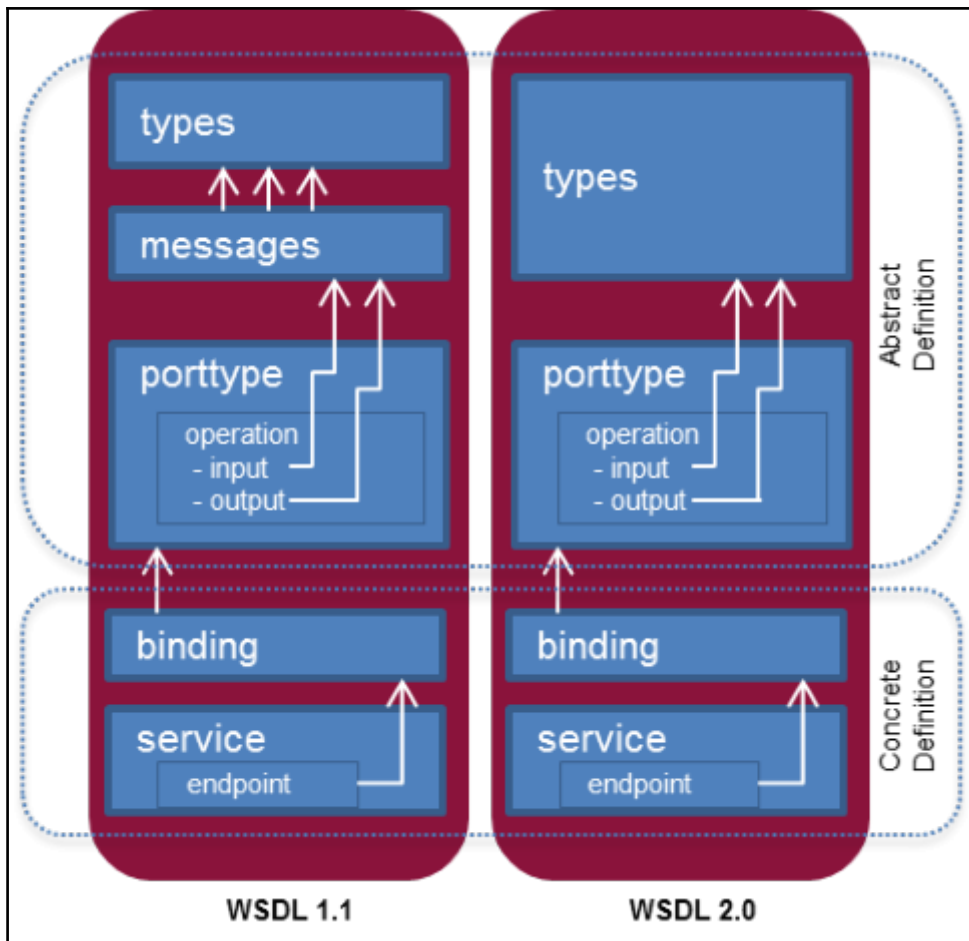 types
messages
porttype
operation
- input
- output
binding
service
endpoint
WSDL 1.1
types
porttype
operation
- input
- output
binding
service
endpoint
WSDL 2.0
Abstract
Definition
Concrete
Definition